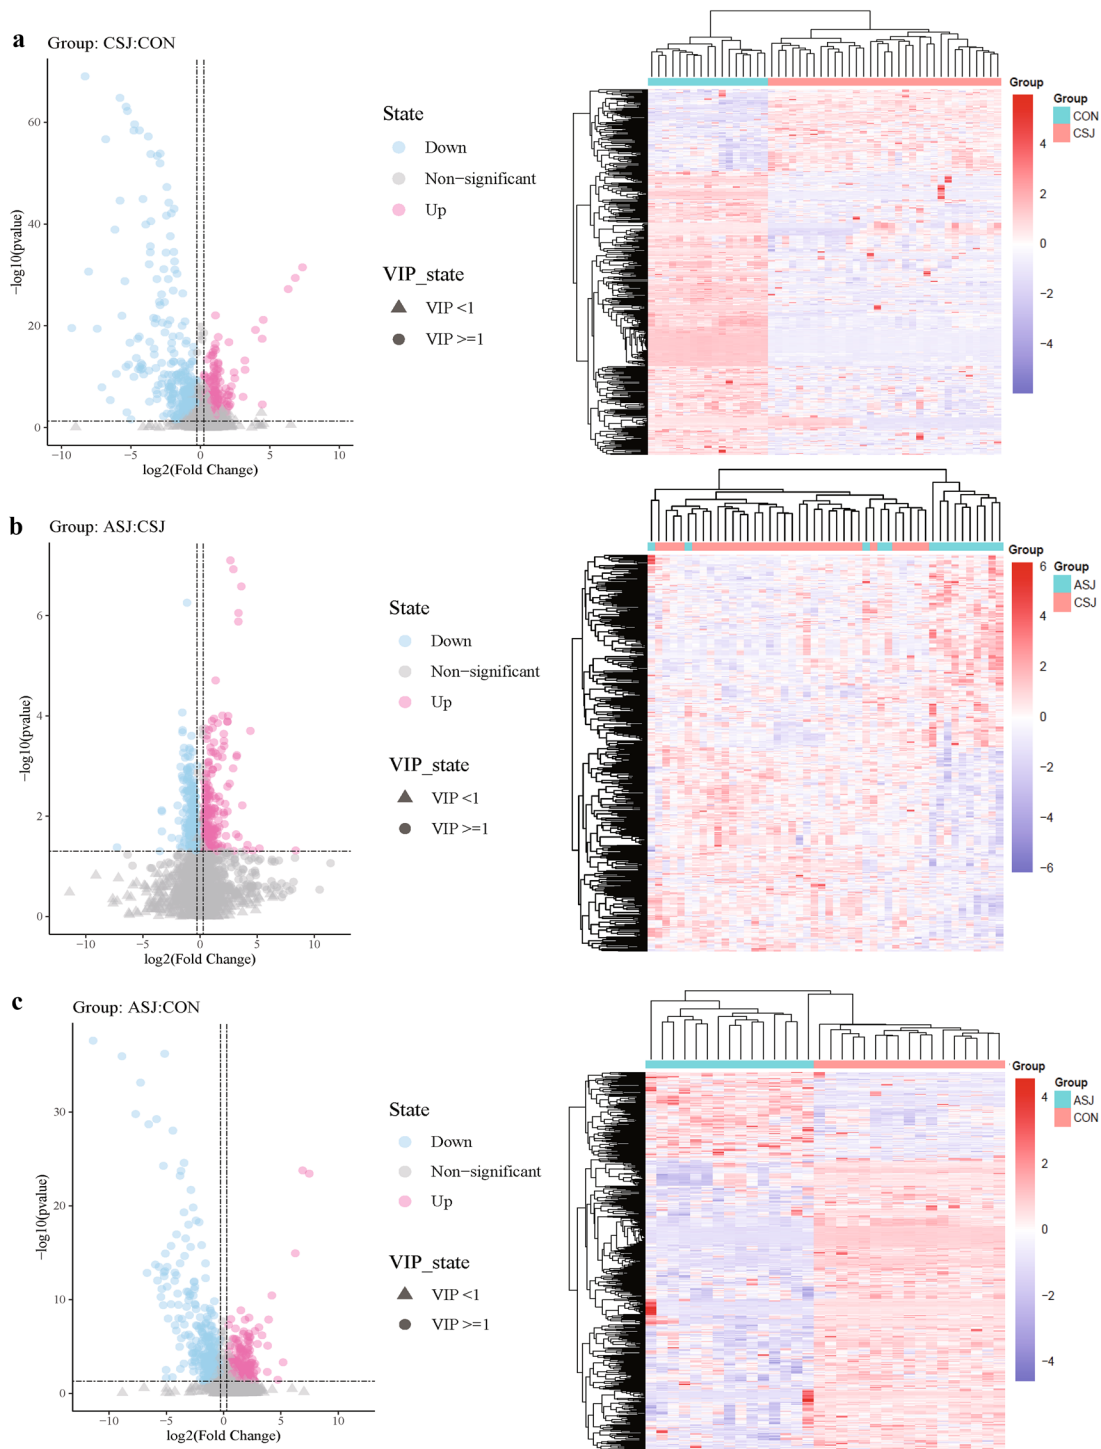 a
Group: CSJ:CON
−log10(pvalue)
60
40
20
0
−10
−5
0
5
10
log2(Fold Change)
State
Down
Non−significant
Up
VIP_state
VIP <1
VIP >=1
Group
4
2
0
−2
−4
Group
CON
CSJ
b
Group: ASJ:CSJ
−log10(pvalue)
6
4
2
0
−10
−5
0
5
10
log2(Fold Change)
State
Down
Non−significant
Up
VIP_state
VIP <1
VIP >=1
Group
6
4
2
0
−2
−4
−6
Group
ASJ
CSJ
c
Group: ASJ:CON
−log10(pvalue)
30
20
10
0
−10
−5
0
5
10
log2(Fold Change)
State
Down
Non−significant
Up
VIP_state
VIP <1
VIP >=1
Group
4
2
0
−2
−4
Group
ASJ
CON